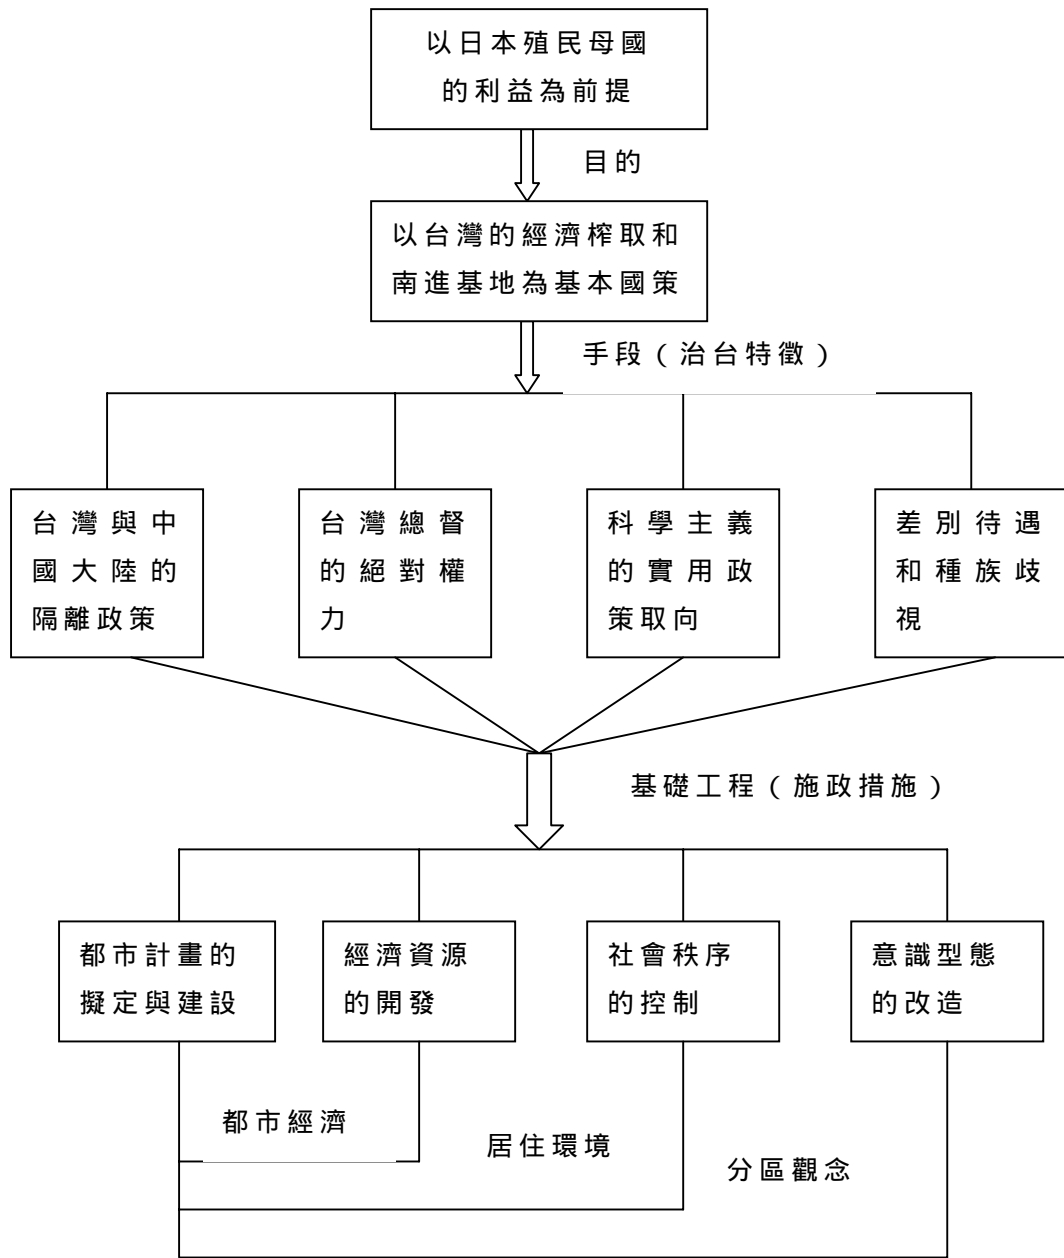 以日本殖民母國
的利益為前提
目的
以台灣的經濟榨取和
南進基地為基本國策
手段（治台特徵）
台灣與中
國大陸的
隔離政策
台灣總督
的絕對權
力
科學主義
的實用政
策取向
差別待遇
和種族歧
視
基礎工程（施政措施）
都市計畫的
擬定與建設
經濟資源
的開發
社會秩序
的控制
意識型態
的改造
都市經濟
居住環境
分區觀念